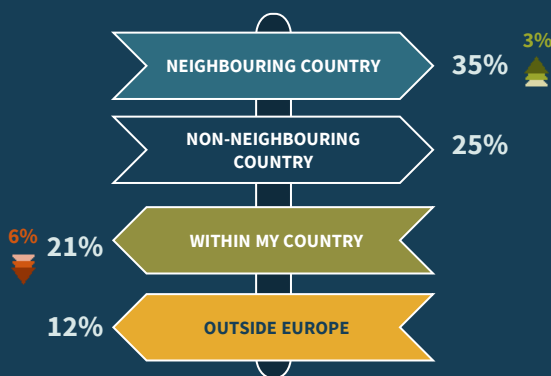 3%
NEIGHBOURING COUNTRY 35%
NON-NEIGHBOURING
COUNTRY
25%
6%
21% WITHIN MY COUNTRY
12% OUTSIDE EUROPE